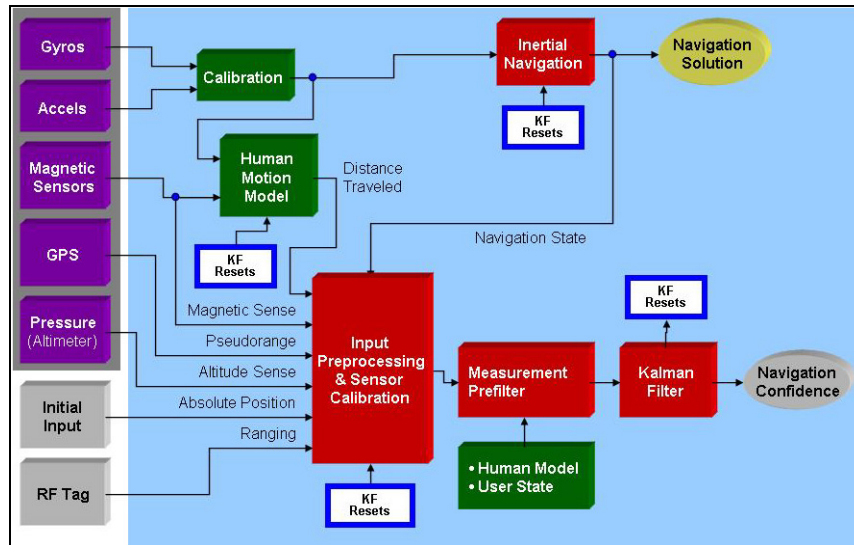 Gyros
Accels
Magnetic
Sensors
GPS
Pressure
(Altimeter)
Initial
Input
RF Tag
Calibration
Human
Motion
Model
KF
Resets
Distance
Traveled
Inertial
Navigation
KF
Resets
Navigation
Solution
Navigation State
Magnetic Sense
Pseudorange
Altitude Sense
Absolute Position
Ranging
Input
Preprocessing
& Sensor
Calibration
KF
Resets
Measurement
Prefilter
• Human Model
• User State
KF
Resets
Kalman
Filter
Navigation
Confidence